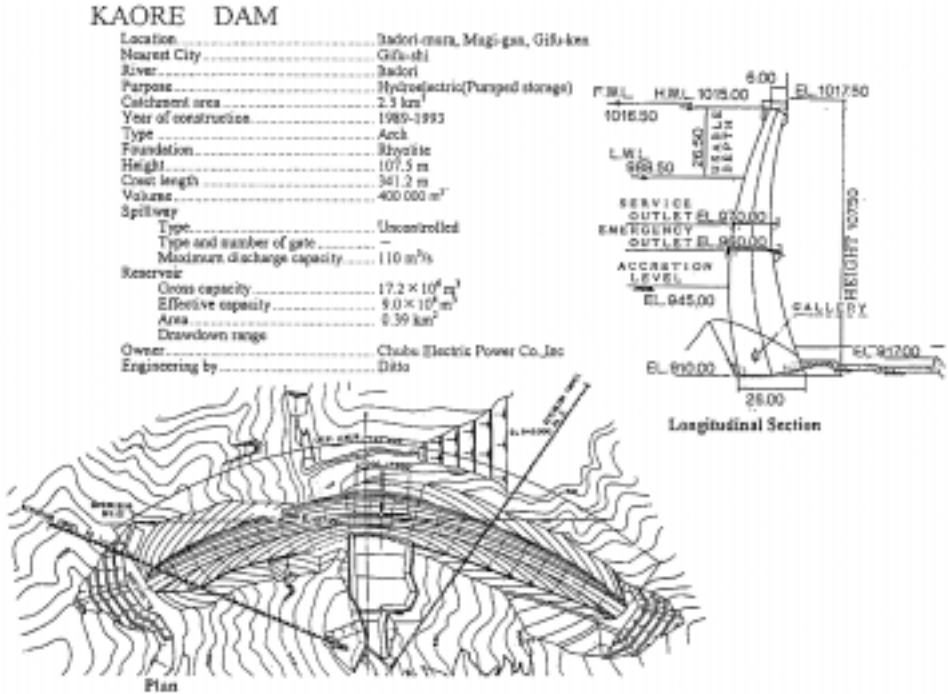 KAORE DAM
Location Itadori-mura, Mugi-gun, Gifu-ken
Nearest City Gifu-shi
River Itadori
Purpose Hydroelectric(Pumped storage)
Catchment area 2.3 km²
Year of construction 1989-1993
Type Arch
Foundation Rhyolite
Height 107.5 m
Crest length 341.2 m
Volume 400 000 m³
Spillway
Type Uncontrolled
Type and number of gate —
Maximum discharge capacity 110 m³/s
Reservoir
Gross capacity 17.2 × 10⁶ m³
Effective capacity 9.0 × 10⁶ m³
Area 0.39 km²
Drawdown range
Owner Chubu Electric Power Co.,Inc
Engineering by Ditto
6.00
F.W.L. H.W.L. 1015.00 EL. 1017.50
1016.50
26.50
USABLE
DEPTH
L.W.L.
988.50
SERVICE
OUTLET EL. 970.00
EMERGENCY
OUTLET EL. 960.00
ACCRETION
LEVEL
EL. 945.00
HEIGHT 107.50
GALLERY
EL. 917.00
EL. 910.00
26.00
Longitudinal Section
Plan